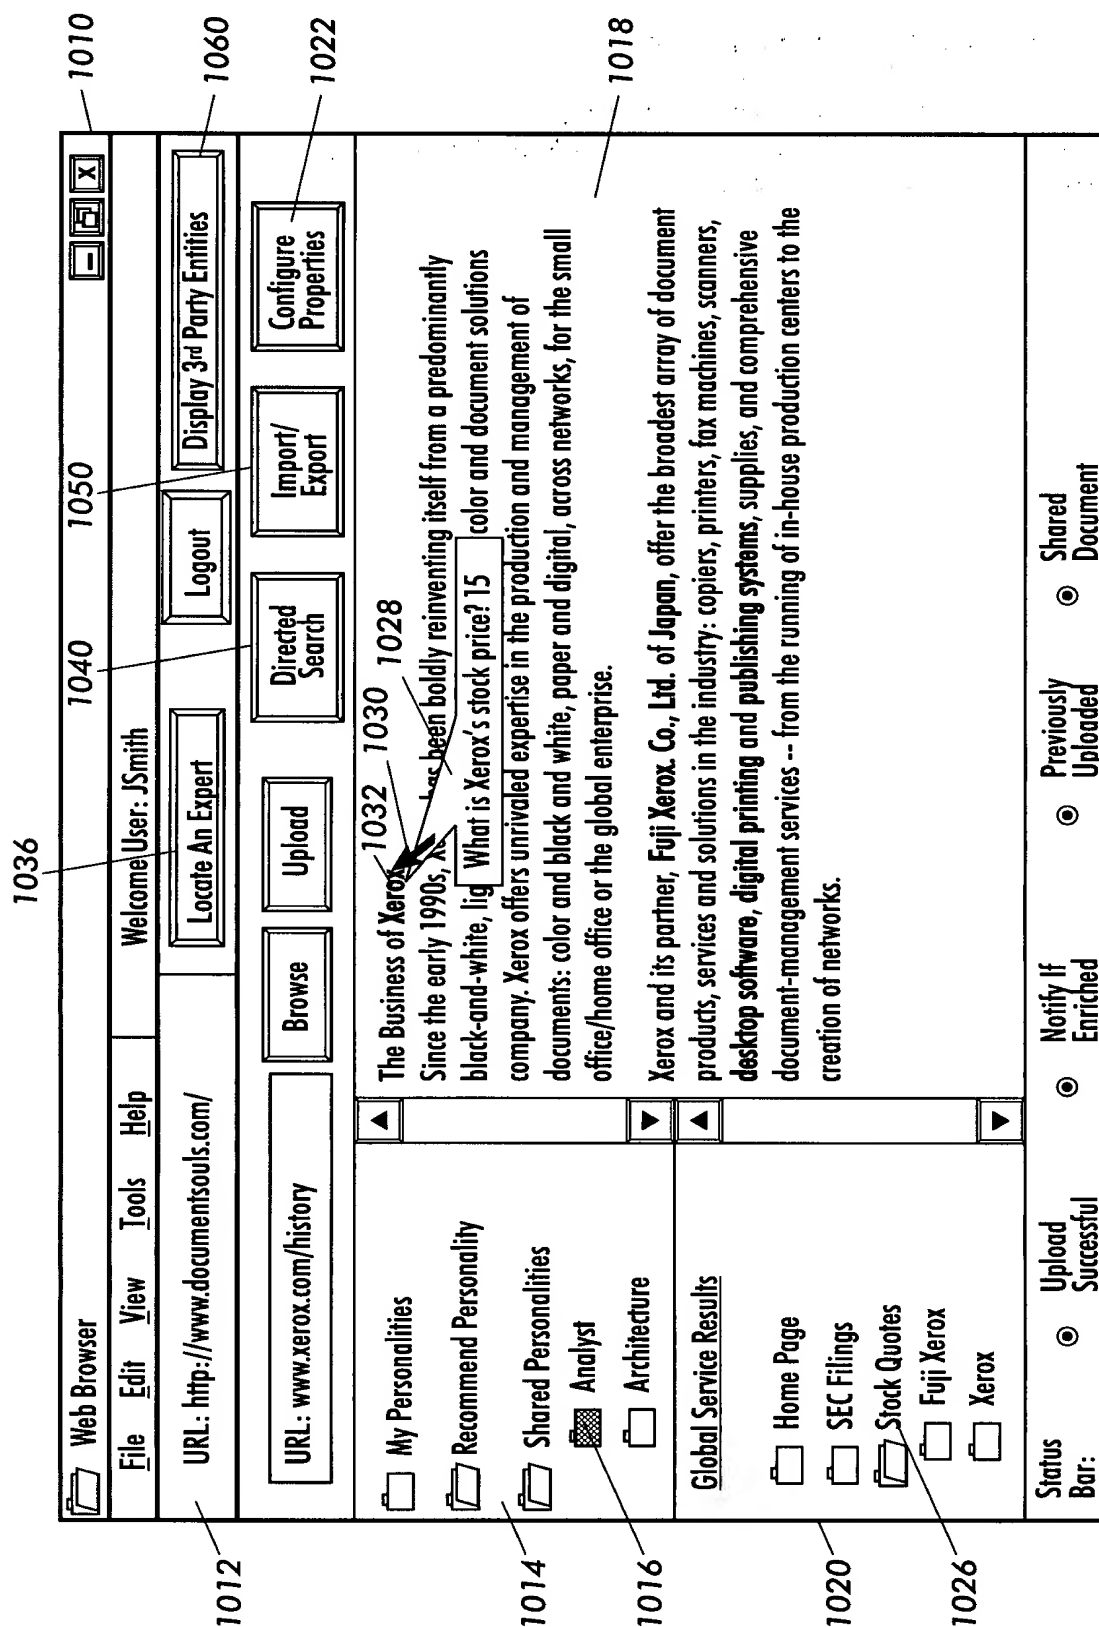 1036
1040
1050
1010
1060
1022
Web Browser
File Edit View Tools Help
Welcome User: JSmith
URL: http://www.documentsouls.com/
Locate An Expert
Logout
Display 3rd Party Entities
URL: www.xerox.com/history
Browse
Upload
Directed
Search
Import/
Export
Configure
Properties
1012
My Personalities
Recommend Personality
Shared Personalities
Analyst
Architecture
1014
1016
1032
1030
1028
The Business of Xerox
Since the early 1990s, has been boldly reinventing itself from a predominantly
black-and-white, color and document solutions
What is Xerox's stock price? 15
company. Xerox offers unrivaled expertise in the production and management of
documents: color and black and white, paper and digital, across networks, for the small
office/home office or the global enterprise.
1018
Xerox and its partner, Fuji Xerox. Co., Ltd. of Japan, offer the broadest array of document
products, services and solutions in the industry: copiers, printers, fax machines, scanners,
desktop software, digital printing and publishing systems, supplies, and comprehensive
document-management services -- from the running of in-house production centers to the
creation of networks.
Global Service Results
Home Page
SEC Filings
Stock Quotes
Fuji Xerox
Xerox
1020
1026
Status
Bar:
Upload
Successful
Notify If
Enriched
Previously
Uploaded
Shared
Document